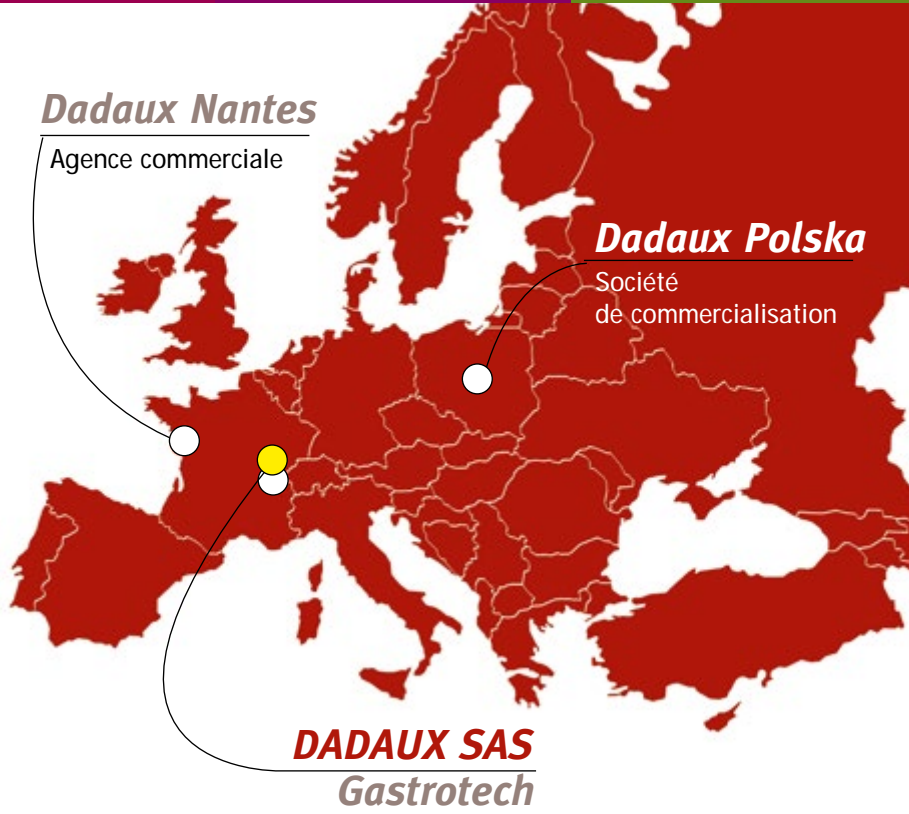 Dadaux Nantes
Agence commerciale
Dadaux Polska
Société
de commercialisation
DADAUX SAS
Gastrotech